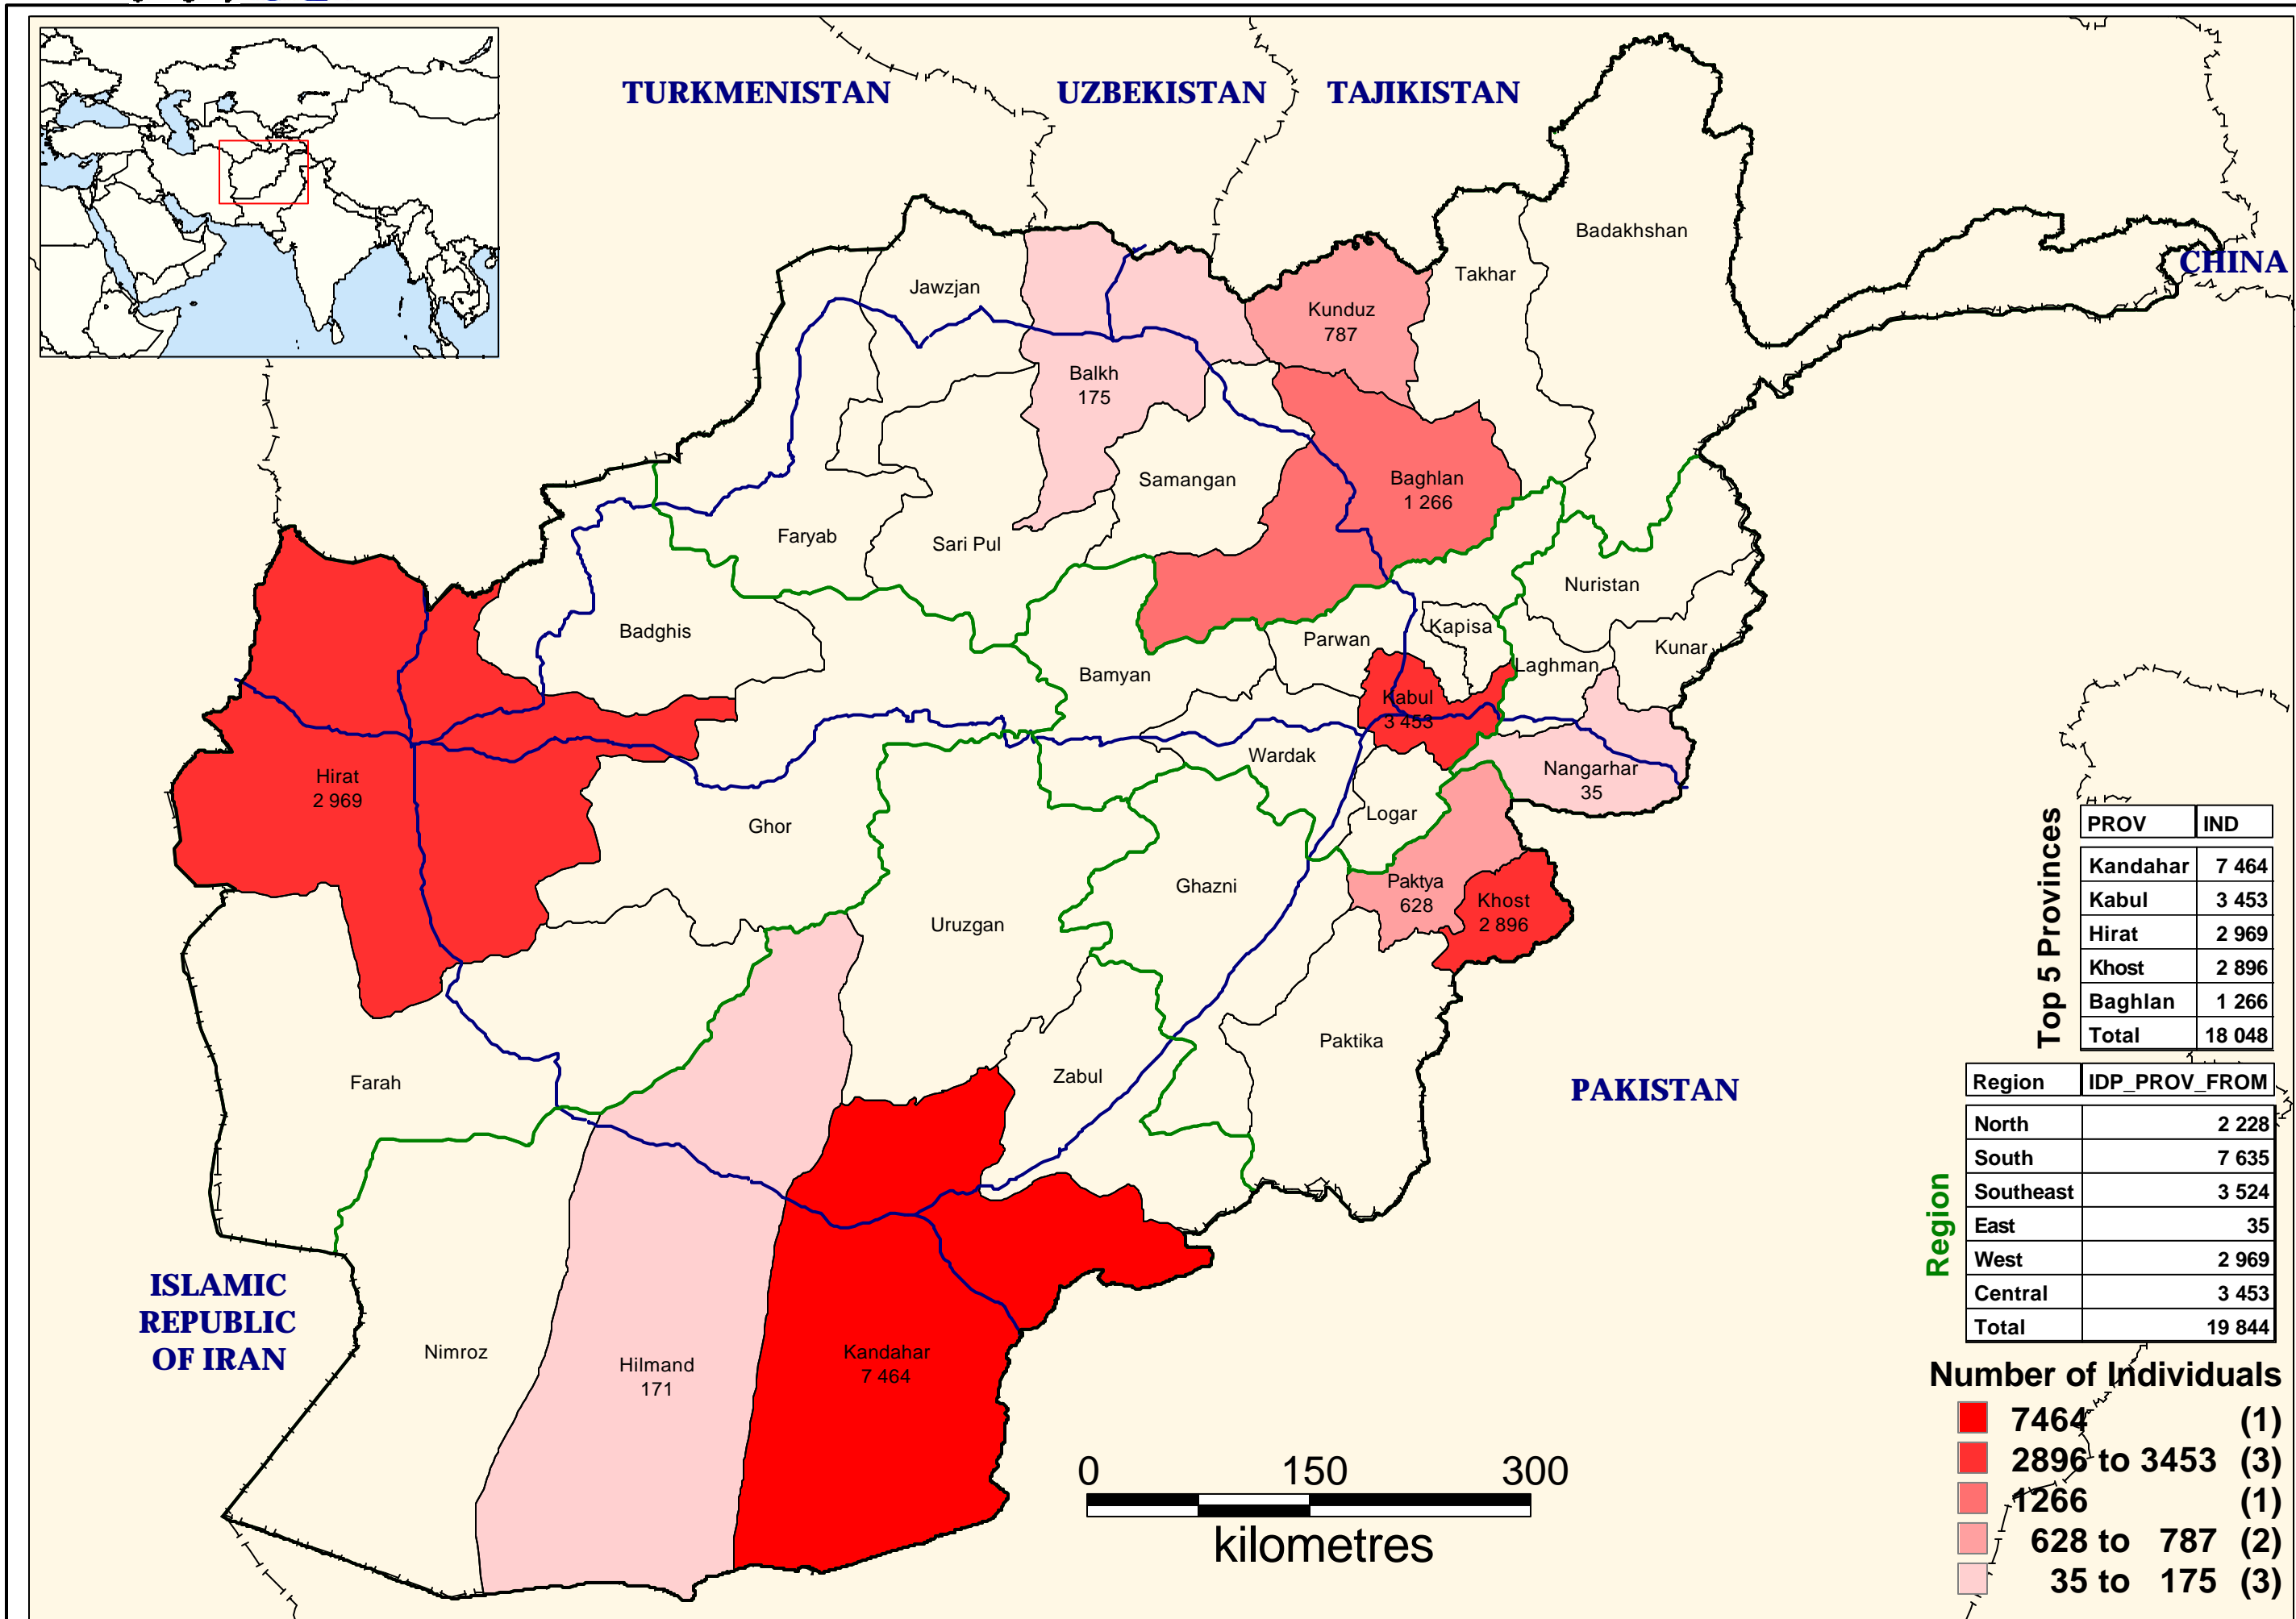 TURKMENISTAN
UZBEKISTAN
TAJIKISTAN
CHINA
Badakhshan
Takhar
Jawzjan
Kunduz
787
Balkh
175
Samangan
Baghlan
1 266
Faryab
Sari Pul
Nuristan
Badghis
Parwan
Kapisa
Kunar
Laghman
Bamyan
Kabul
3 453
Wardak
Nangarhar
35
Hirat
2 969
Logar
Ghor
Ghazni
Paktya
628
Khost
2 896
Uruzgan
Paktika
Zabul
Farah
PAKISTAN
ISLAMIC
REPUBLIC
OF IRAN
Nimroz
Hilmand
171
Kandahar
7 464
0 150 300
kilometres
Top 5 Provinces
PROV IND
Kandahar 7 464
Kabul 3 453
Hirat 2 969
Khost 2 896
Baghlan 1 266
Total 18 048
Region
Region IDP_PROV_FROM
North 2 228
South 7 635
Southeast 3 524
East 35
West 2 969
Central 3 453
Total 19 844
Number of Individuals
7464 (1)
2896 to 3453 (3)
1266 (1)
628 to 787 (2)
35 to 175 (3)